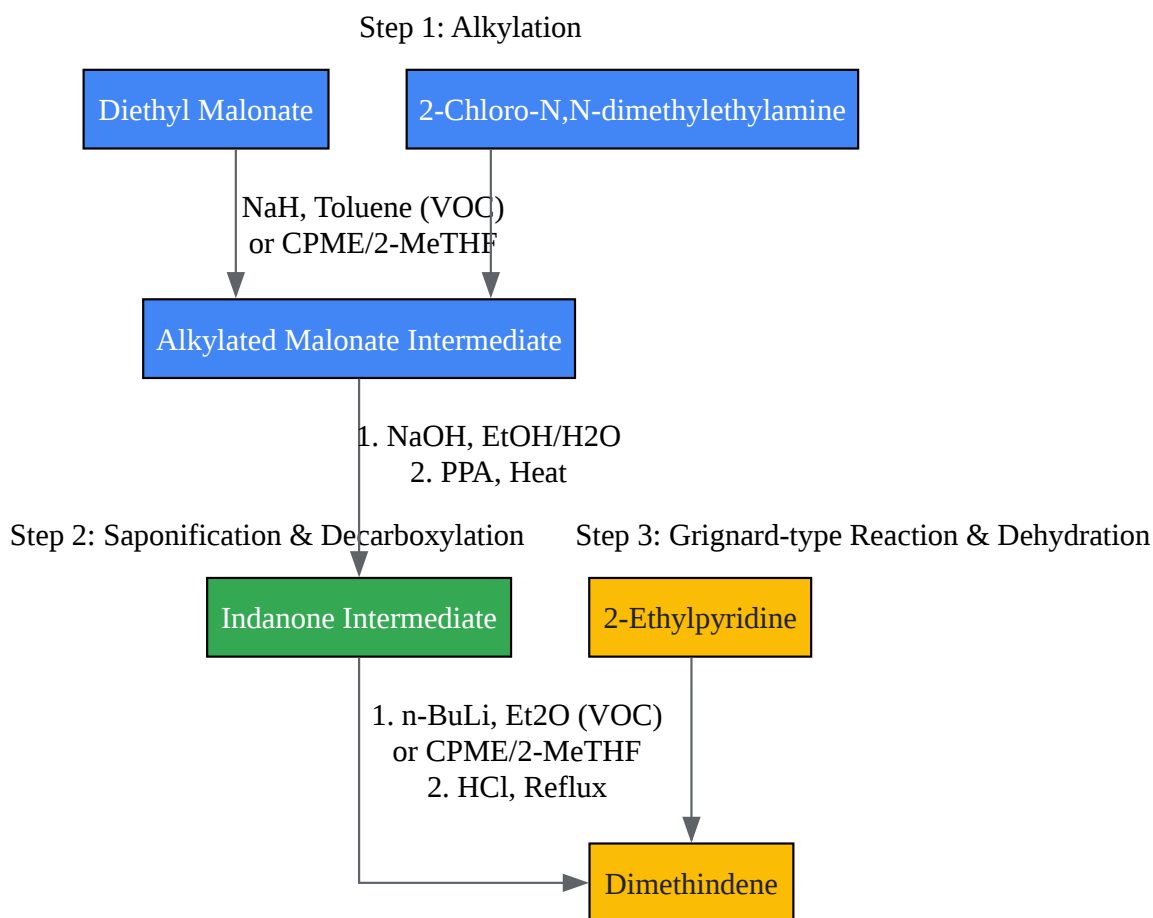 Step 1: Alkylation
Diethyl Malonate
2-Chloro-N,N-dimethylethylamine
NaH, Toluene (VOC)
or CPME/2-MeTHF
Alkylated Malonate Intermediate
1. NaOH, EtOH/H2O
2. PPA, Heat
Step 2: Saponification & Decarboxylation
Step 3: Grignard-type Reaction & Dehydration
Indanone Intermediate
2-Ethylpyridine
1. n-BuLi, Et2O (VOC)
or CPME/2-MeTHF
2. HCl, Reflux
Dimethindene